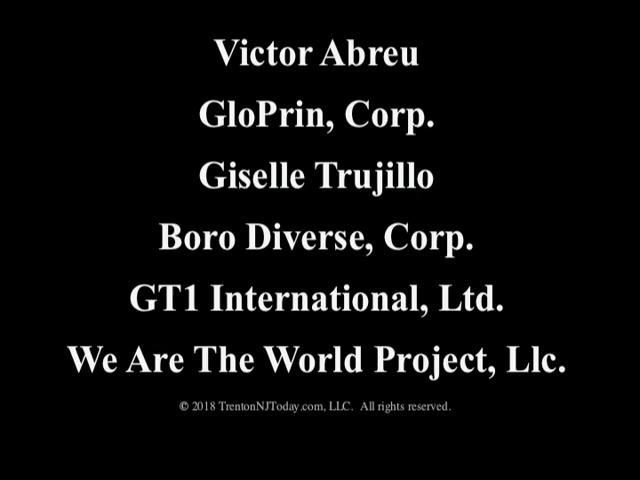 Victor Abreu
GloPrin, Corp.
Giselle Trujillo
Boro Diverse, Corp.
GT1 International, Ltd.
We Are The World Project, Llc.
© 2018 TrentonNJToday.com, LLC.  All rights reserved.